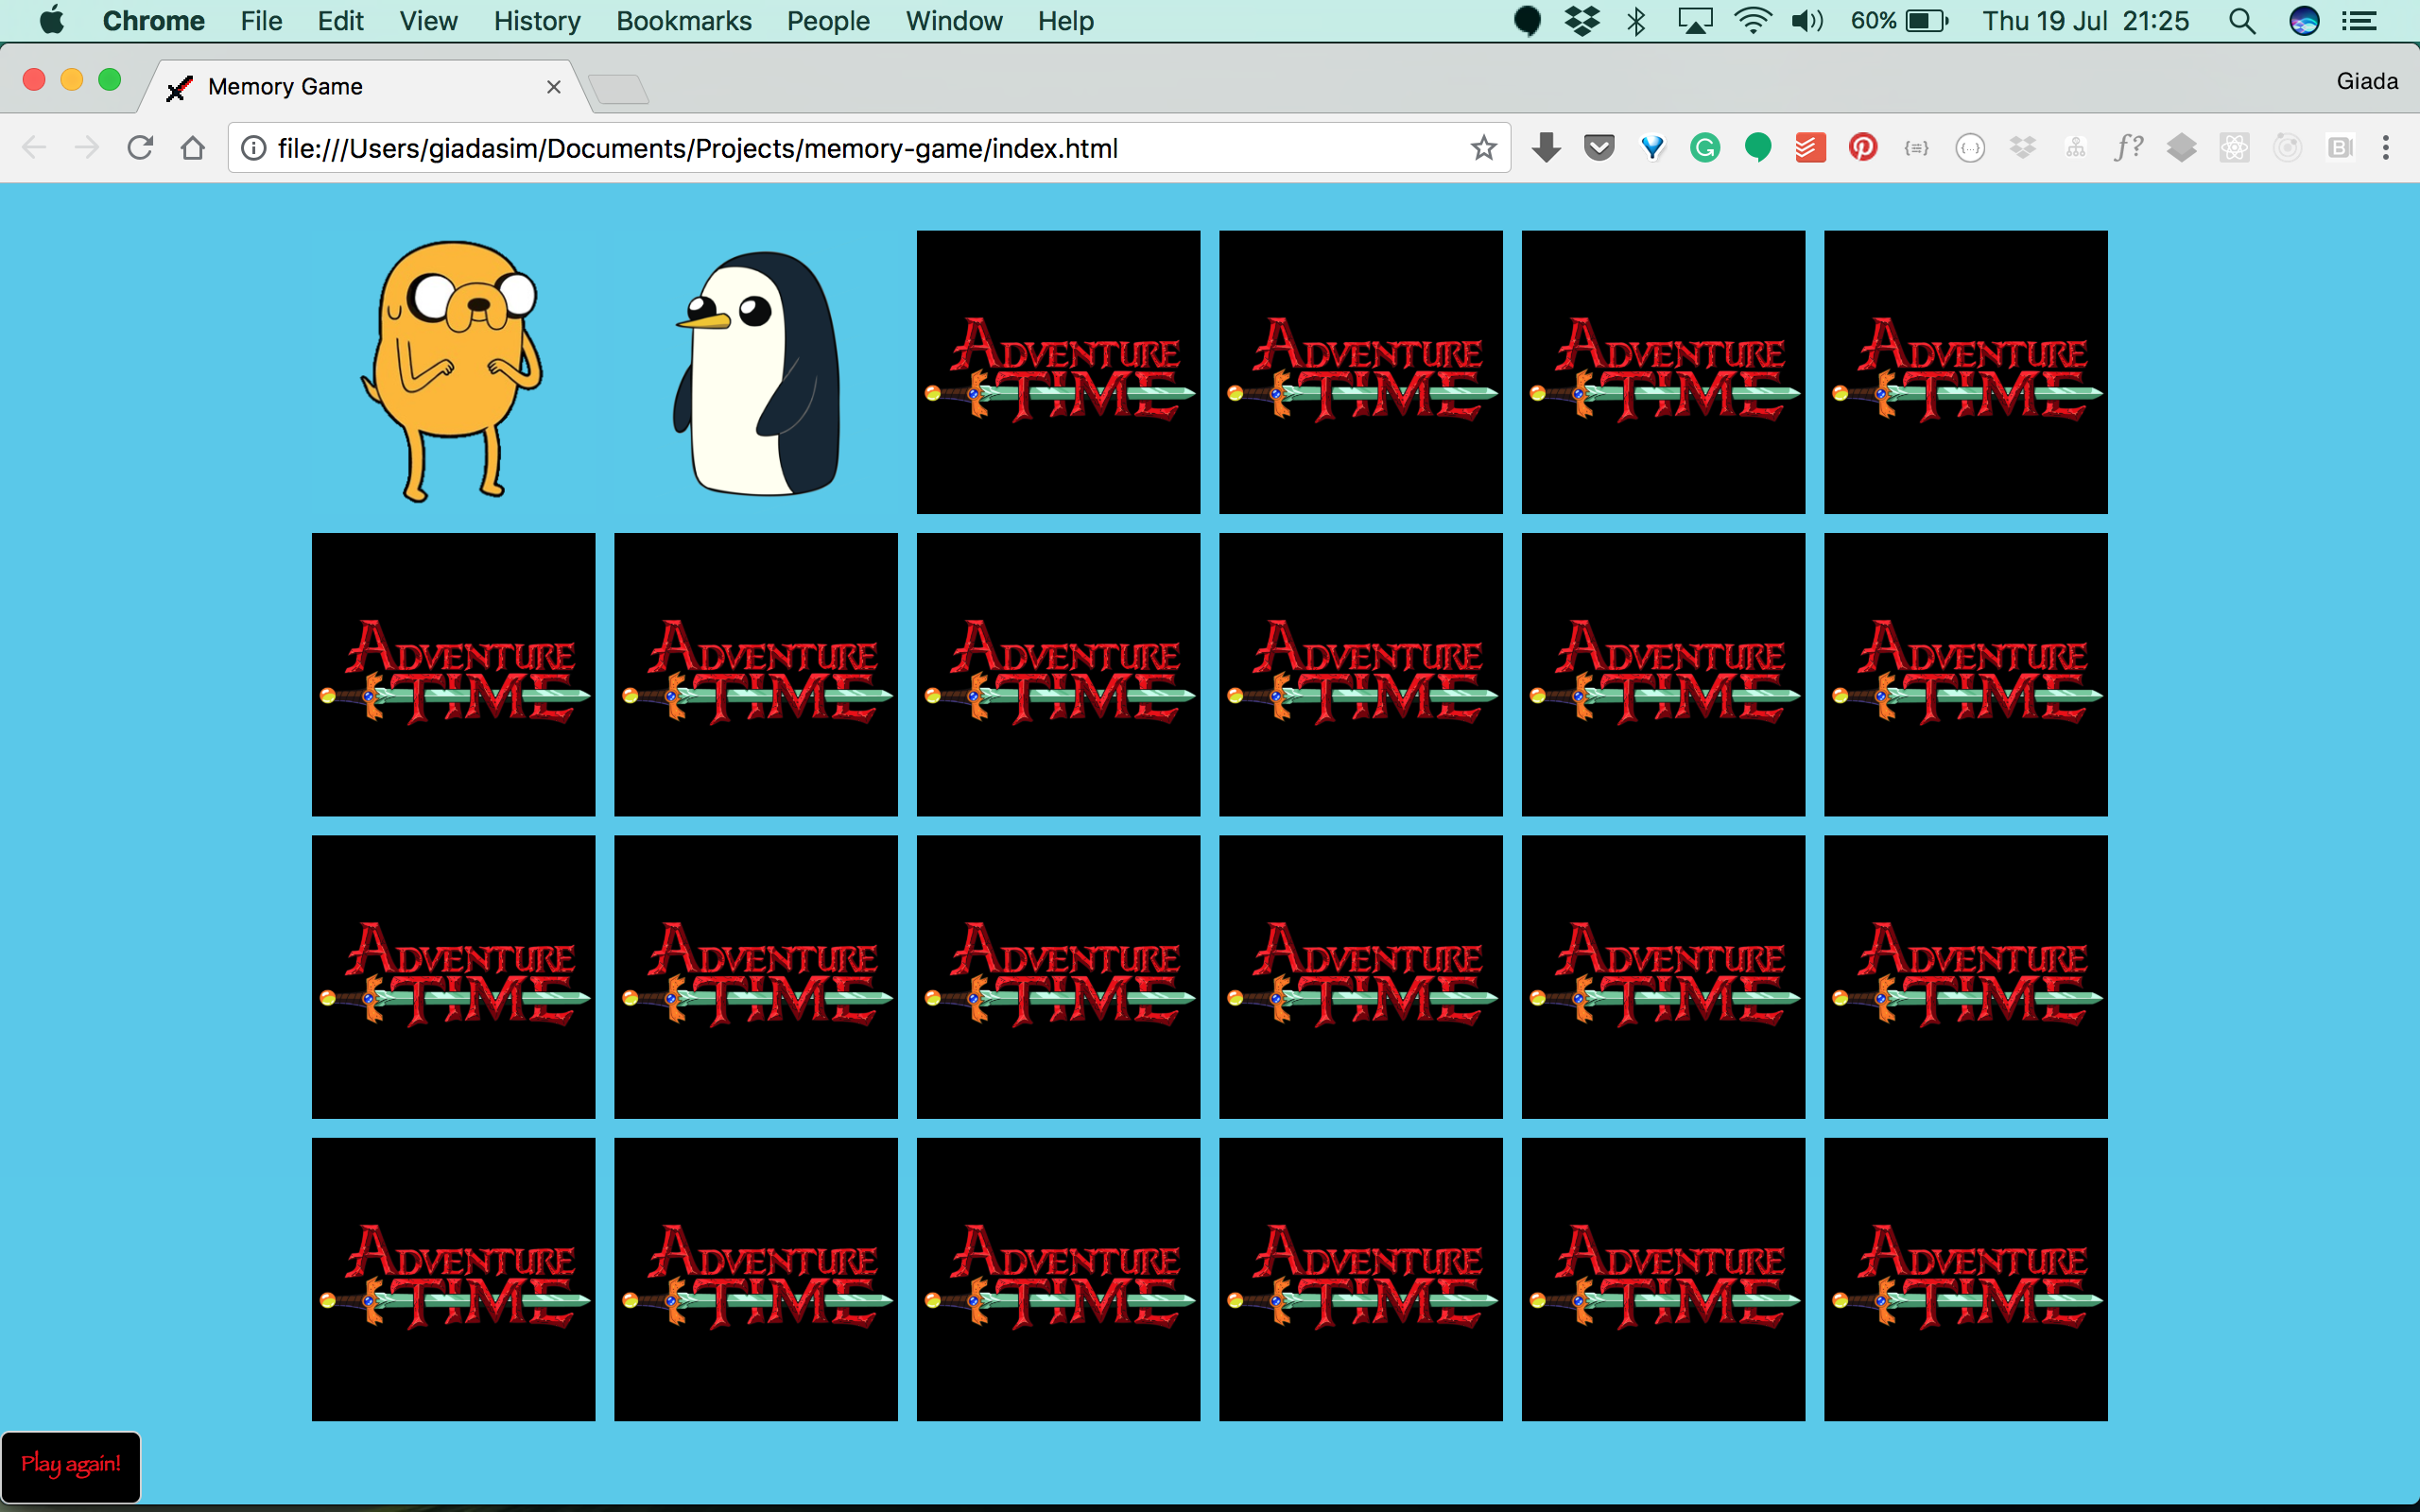 Chrome File Edit View History Bookmarks People Window Help 60% Thu 19 Jul 21:25
Memory Game Giada
file:///Users/giadasim/Documents/Projects/memory-game/index.html
ADVENTURE TIME ADVENTURE TIME ADVENTURE TIME ADVENTURE TIME
ADVENTURE TIME ADVENTURE TIME ADVENTURE TIME ADVENTURE TIME ADVENTURE TIME ADVENTURE TIME
ADVENTURE TIME ADVENTURE TIME ADVENTURE TIME ADVENTURE TIME ADVENTURE TIME ADVENTURE TIME
ADVENTURE TIME ADVENTURE TIME ADVENTURE TIME ADVENTURE TIME ADVENTURE TIME ADVENTURE TIME
Play again!